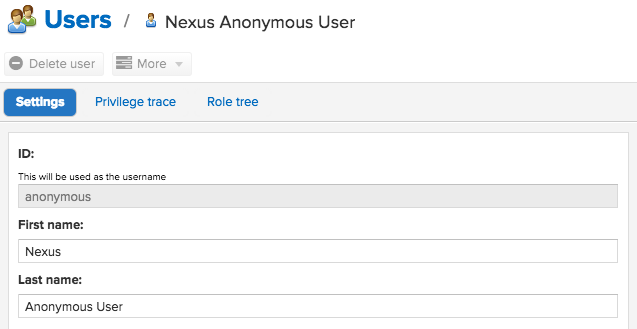 Users / Nexus Anonymous User
Delete user More
Settings Privilege trace Role tree
ID:
This will be used as the username
anonymous
First name:
Nexus
Last name:
Anonymous User